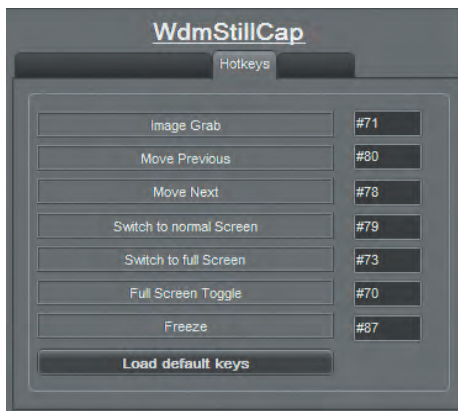 WdmStillCap
Hotkeys
Image Grab #71
Move Previous #80
Move Next #78
Switch to normal Screen #79
Switch to full Screen #73
Full Screen Toggle #70
Freeze #87
Load default keys